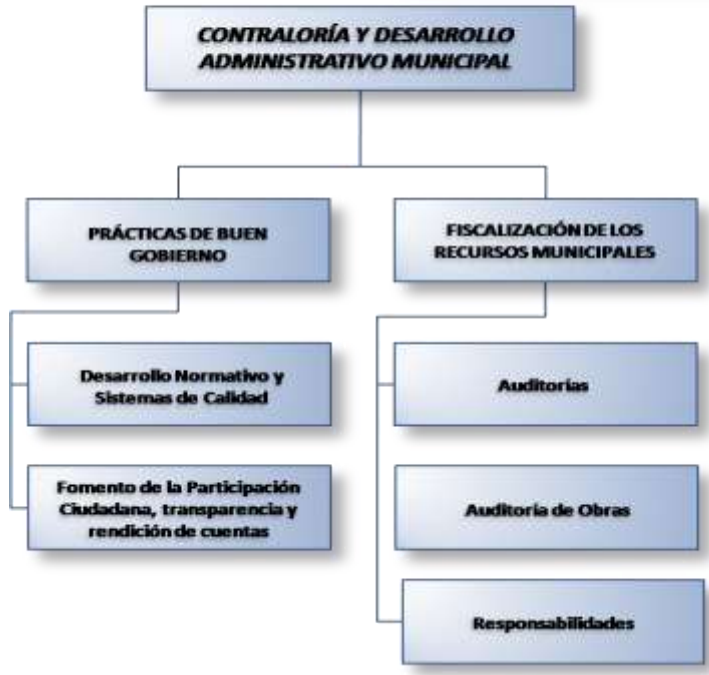 CONTRALORÍA Y DESARROLLO
ADMINISTRATIVO MUNICIPAL
PRÁCTICAS DE BUEN
GOBIERNO
FISCALIZACIÓN DE LOS
RECURSOS MUNICIPALES
Desarrollo Normativo y
Sistemas de Calidad
Auditorías
Fomento de la Participación
Ciudadana, transparencia y
rendición de cuentas
Auditoría de Obras
Responsabilidades